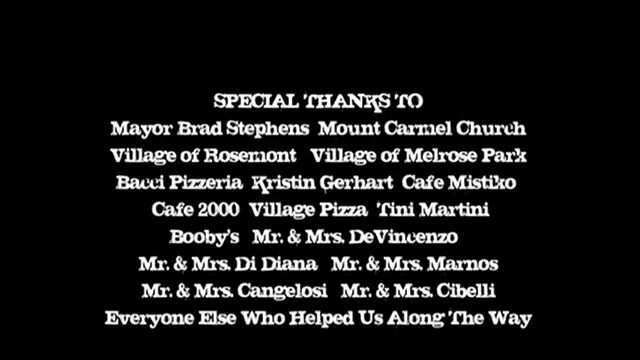 SPECIAL THANKS TO
Mayor Brad Stephens Mount Carmel Church
Village of Rosemont Village of Melrose Park
Bacci Pizzeria Kristin Gerhart Cafe Mistiko
Cafe 2000 Village Pizza Tini Martini
Booby's Mr. & Mrs. DeVincenzo
Mr. & Mrs. Di Diana Mr. & Mrs. Marnos
Mr. & Mrs. Cangelosi Mr. & Mrs. Cibelli
Everyone Else Who Helped Us Along The Way